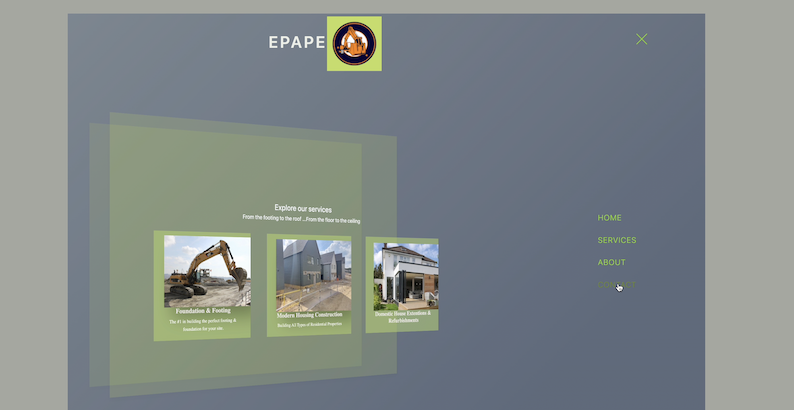 EPAPE
Explore our services
From the footing to the roof ...From the floor to the ceiling
Foundation & Footing
The #1 in building the perfect footing &
foundation for your site.
Modern Housing Construction
Building All Types of Residential Properties
Domestic House Extentions &
Refurbishments
HOME
SERVICES
ABOUT
CONTACT